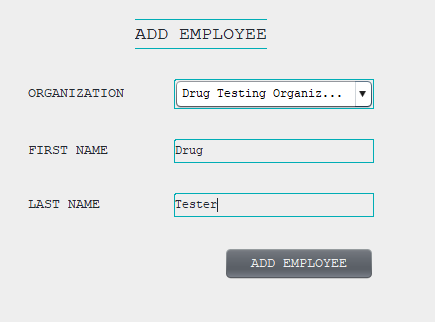 ADD EMPLOYEE
ORGANIZATION Drug Testing Organiz...
FIRST NAME Drug
LAST NAME Tester
ADD EMPLOYEE